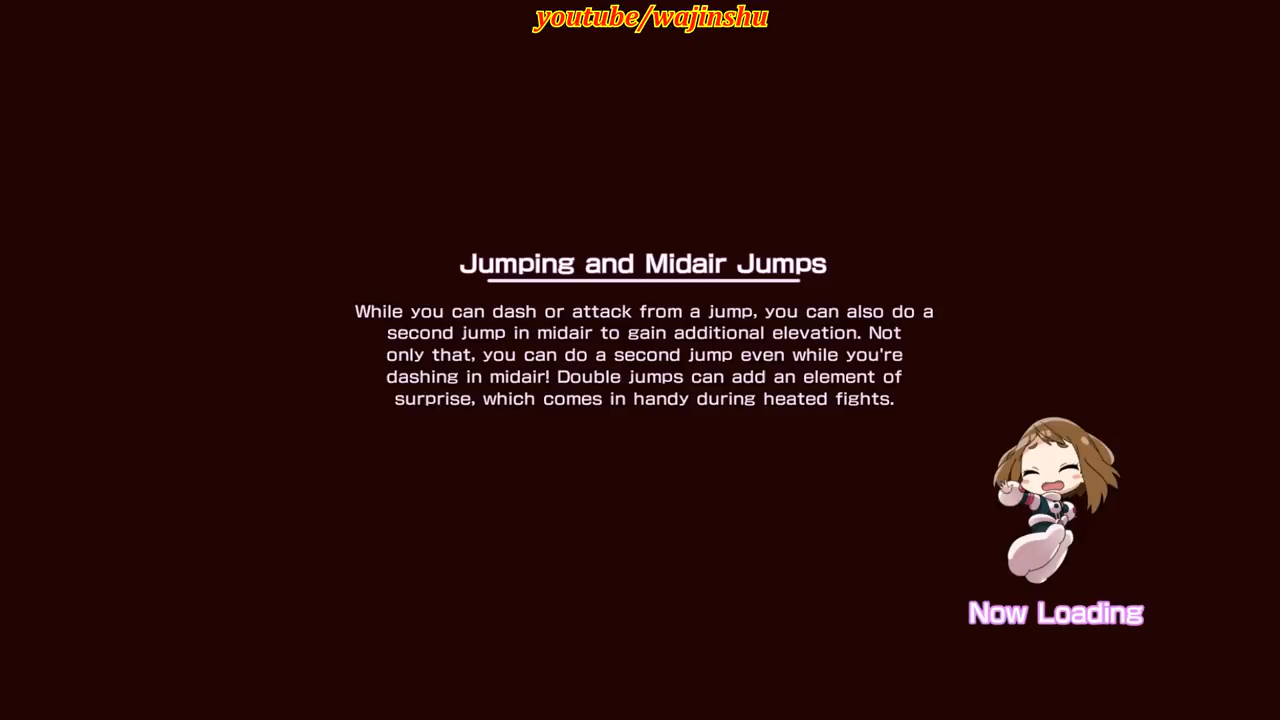 youtube/wajinshu
Jumping and Midair Jumps
While you can dash or attack from a jump, you can also do a
second jump in midair to gain additional elevation. Not
only that, you can do a second jump even while you're
dashing in midair! Double jumps can add an element of
surprise, which comes in handy during heated fights.
Now Loading